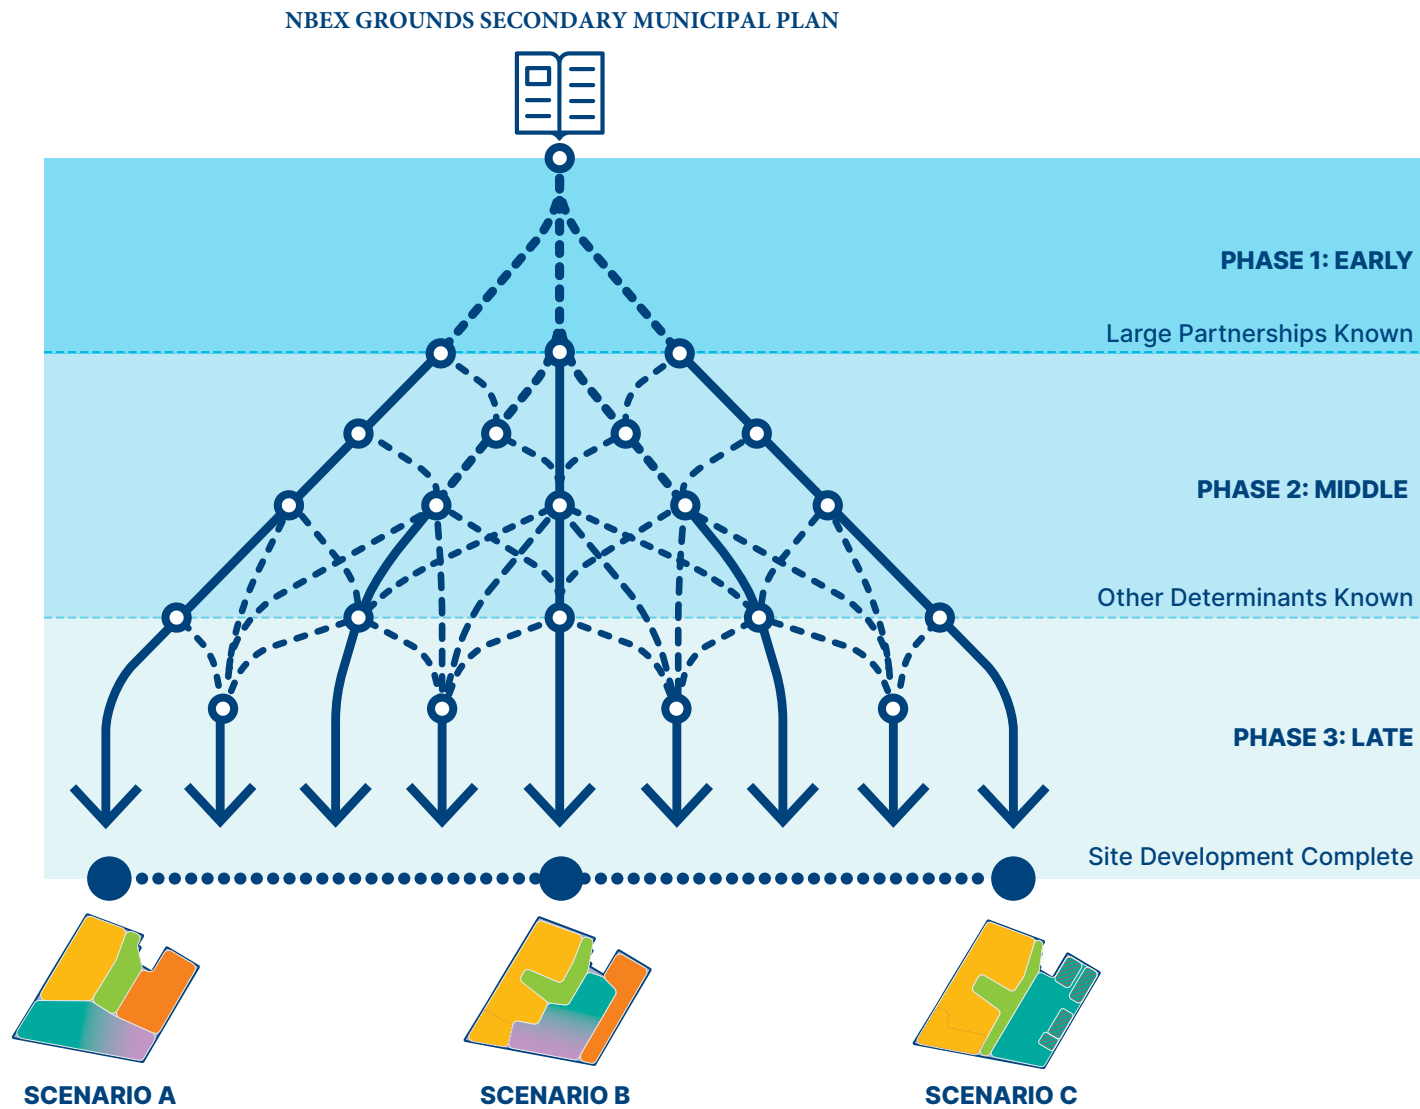 NBEX GROUNDS SECONDARY MUNICIPAL PLAN
PHASE 1: EARLY
Large Partnerships Known
PHASE 2: MIDDLE
Other Determinants Known
PHASE 3: LATE
Site Development Complete
SCENARIO A
SCENARIO B
SCENARIO C